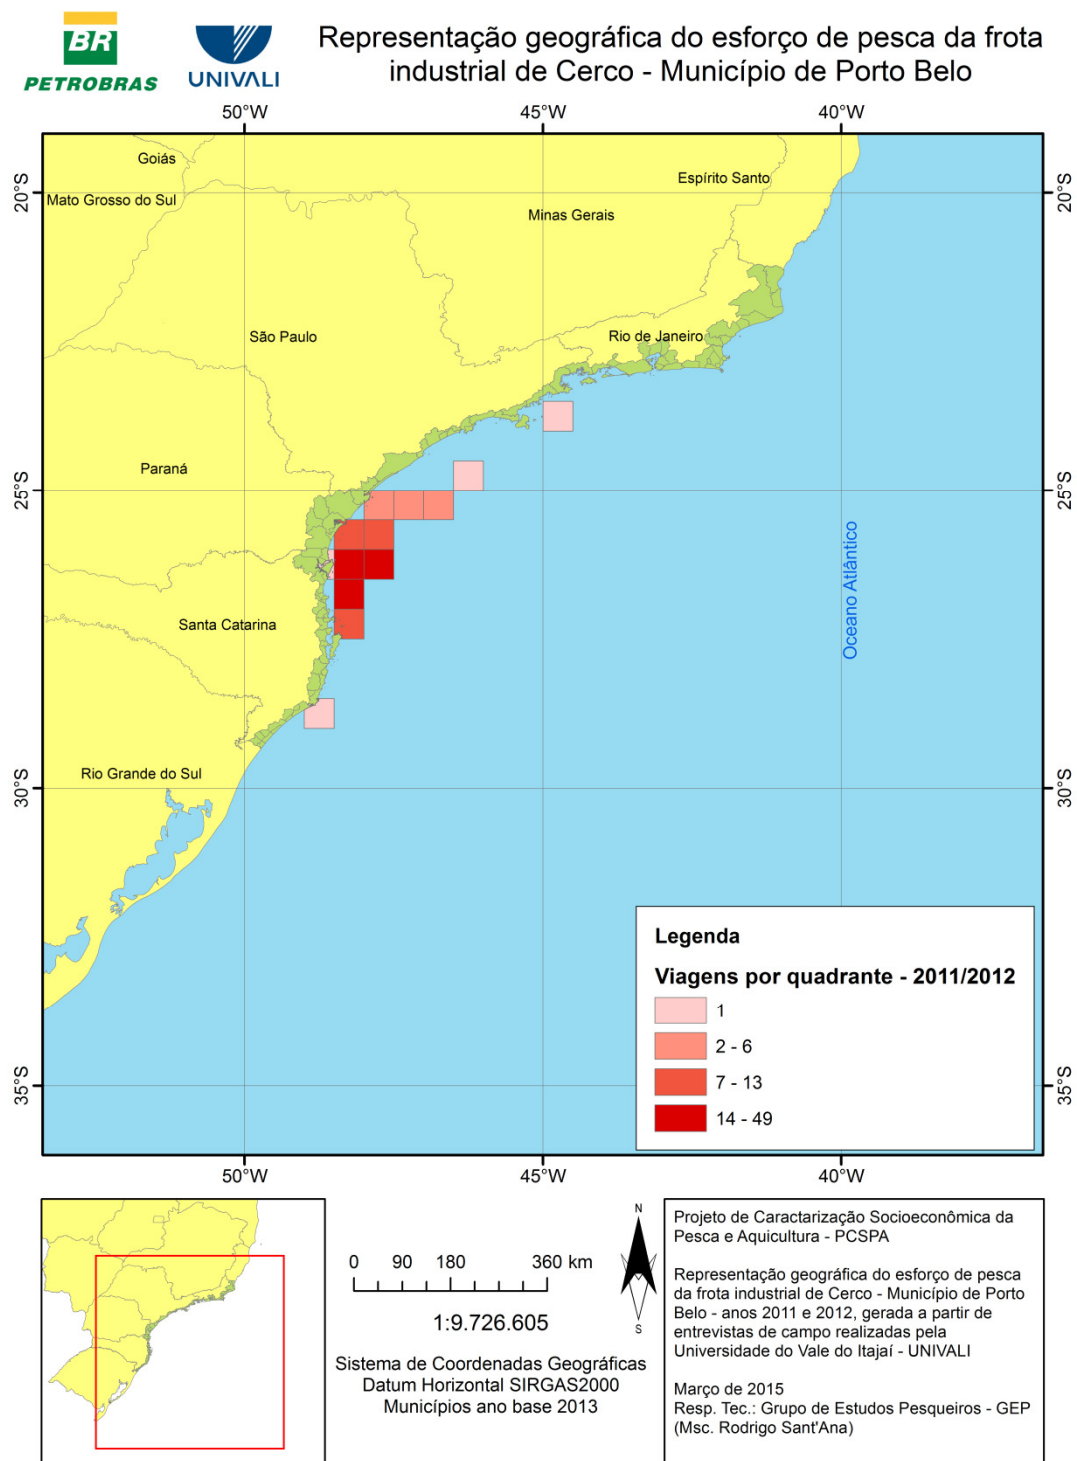 BR
PETROBRAS
UNIVALI
Representação geográfica do esforço de pesca da frota
industrial de Cerco - Município de Porto Belo
50°W 45°W 40°W
Goiás
Espírito Santo
20°S 20°S
Mato Grosso do Sul
Minas Gerais
São Paulo
Rio de Janeiro
Paraná
25°S 25°S
Oceano Atlântico
Santa Catarina
Rio Grande do Sul
30°S 30°S
Legenda
Viagens por quadrante - 2011/2012
1
2 - 6
7 - 13
14 - 49
35°S 35°S
50°W 45°W 40°W
0 90 180 360 km
1:9.726.605
Sistema de Coordenadas Geográficas
Datum Horizontal SIRGAS2000
Municípios ano base 2013
N
S
Projeto de Caractarização Socioeconômica da
Pesca e Aquicultura - PCSPA
Representação geográfica do esforço de pesca
da frota industrial de Cerco - Município de Porto
Belo - anos 2011 e 2012, gerada a partir de
entrevistas de campo realizadas pela
Universidade do Vale do Itajaí - UNIVALI
Março de 2015
Resp. Tec.: Grupo de Estudos Pesqueiros - GEP
(Msc. Rodrigo Sant'Ana)